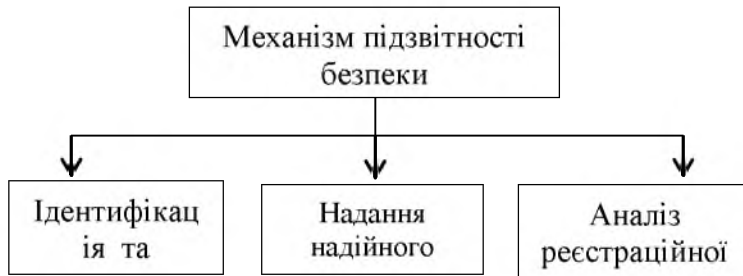 Механізм підзвітності
безпеки
Ідентифікац
ія та
Надання
надійного
Аналіз
реєстраційної